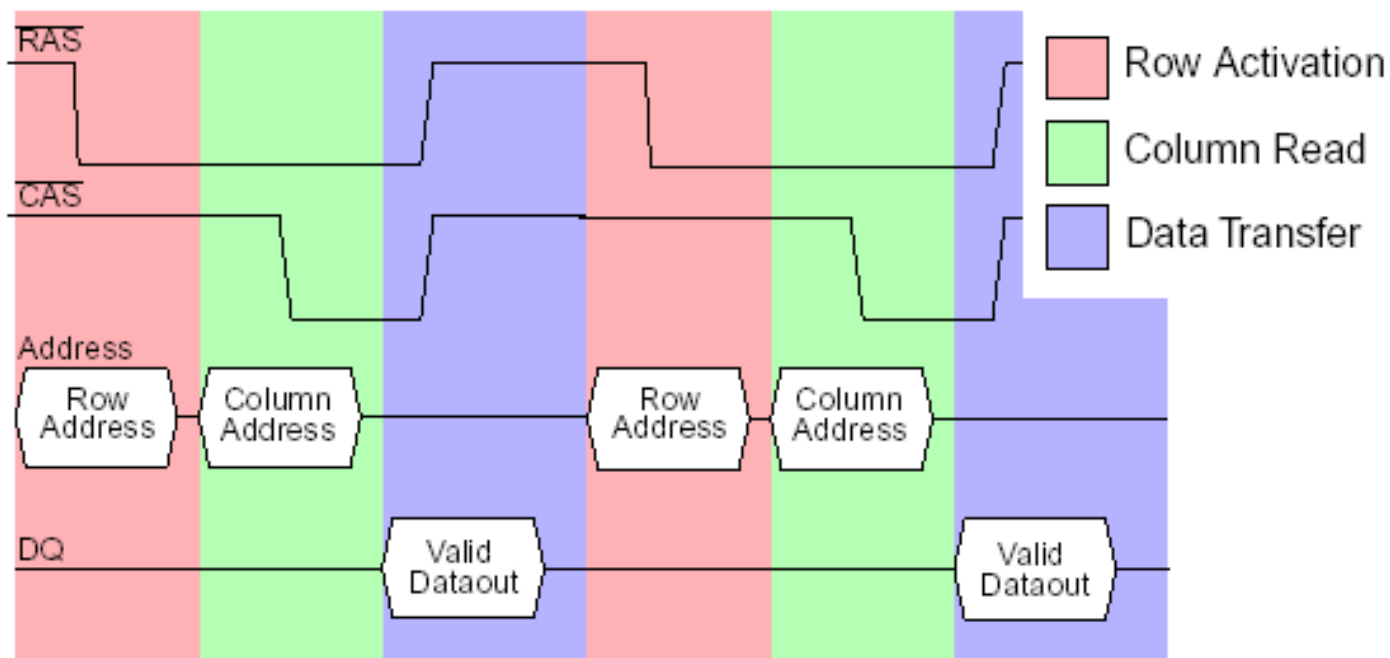 RAS
Row Activation
Column Read
CAS
Data Transfer
Address
Row
Address
Column
Address
Row
Address
Column
Address
DQ
Valid
Dataout
Valid
Dataout